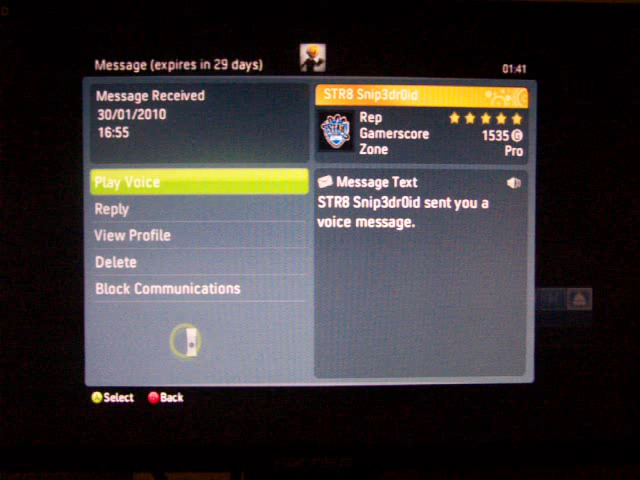 Message (expires in 29 days)
01:41
Message Received
30/01/2010
16:55
STR8 Snip3dr0id
Rep
Gamerscore 1535 G
Zone Pro
Play Voice
Reply
View Profile
Delete
Block Communications
Message Text
STR8 Snip3dr0id sent you a
voice message.
A Select B Back